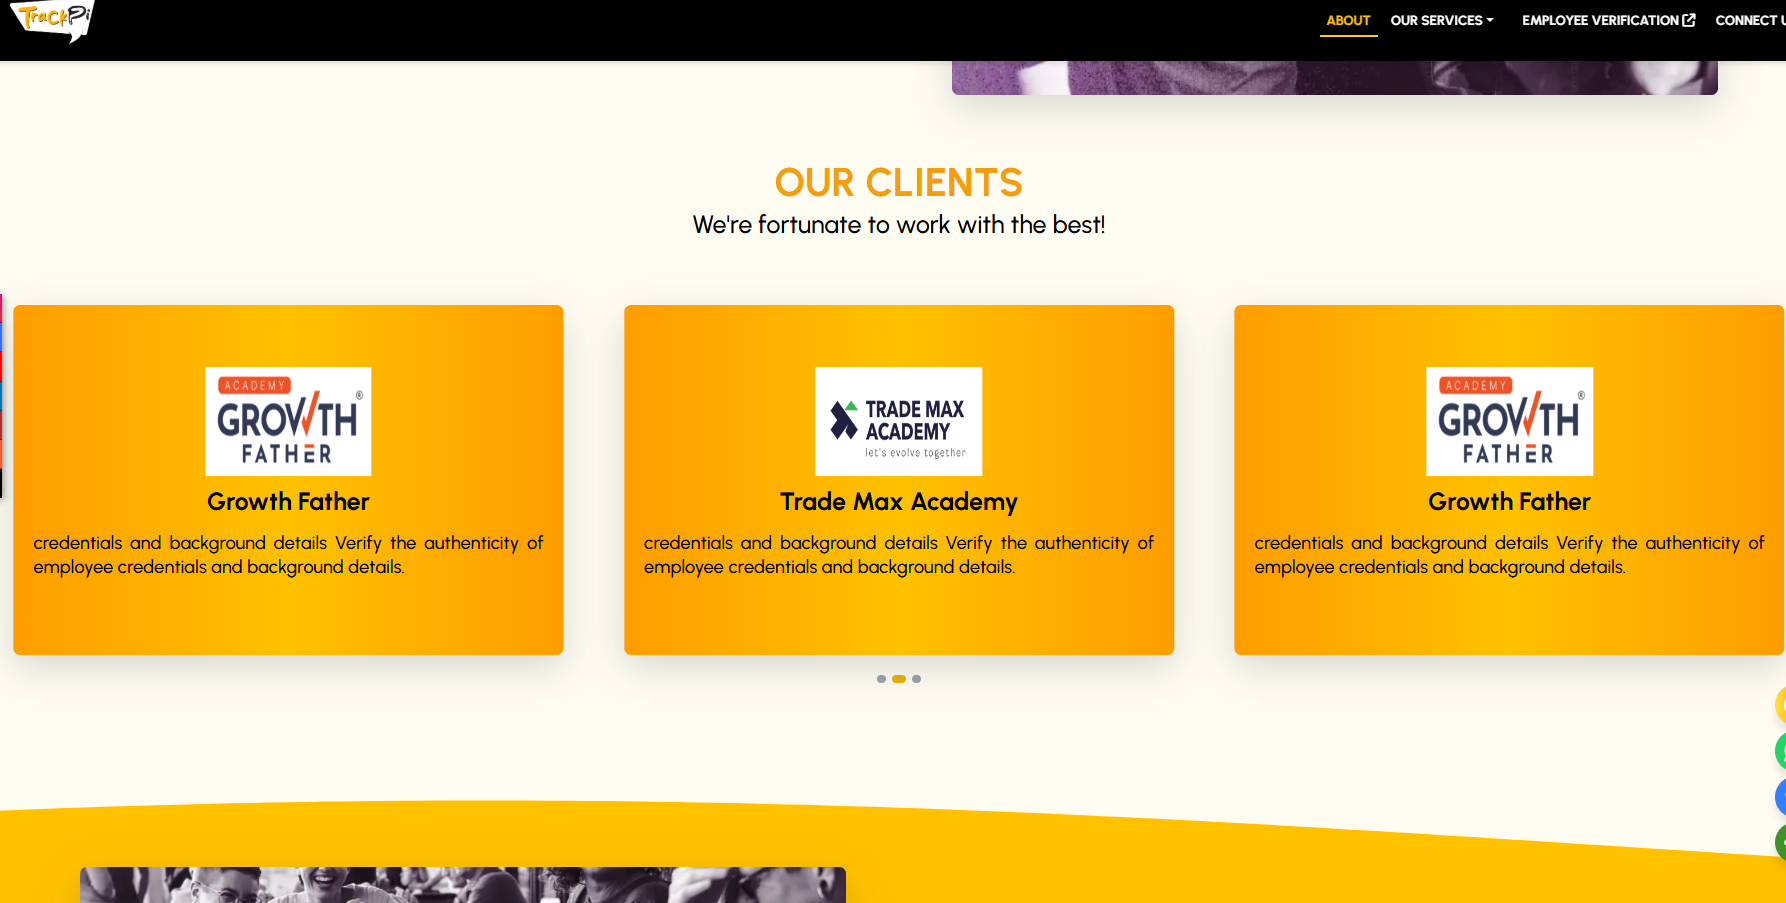 TrackPi
ABOUT OUR SERVICES EMPLOYEE VERIFICATION CONNECT
OUR CLIENTS
We're fortunate to work with the best!
ACADEMY
GROWTH®
FATHER
Growth Father
credentials and background details Verify the authenticity of
employee credentials and background details.
TRADE MAX
ACADEMY
let's evolve together
Trade Max Academy
credentials and background details Verify the authenticity of
employee credentials and background details.
ACADEMY
GROWTH®
FATHER
Growth Father
credentials and background details Verify the authenticity of
employee credentials and background details.